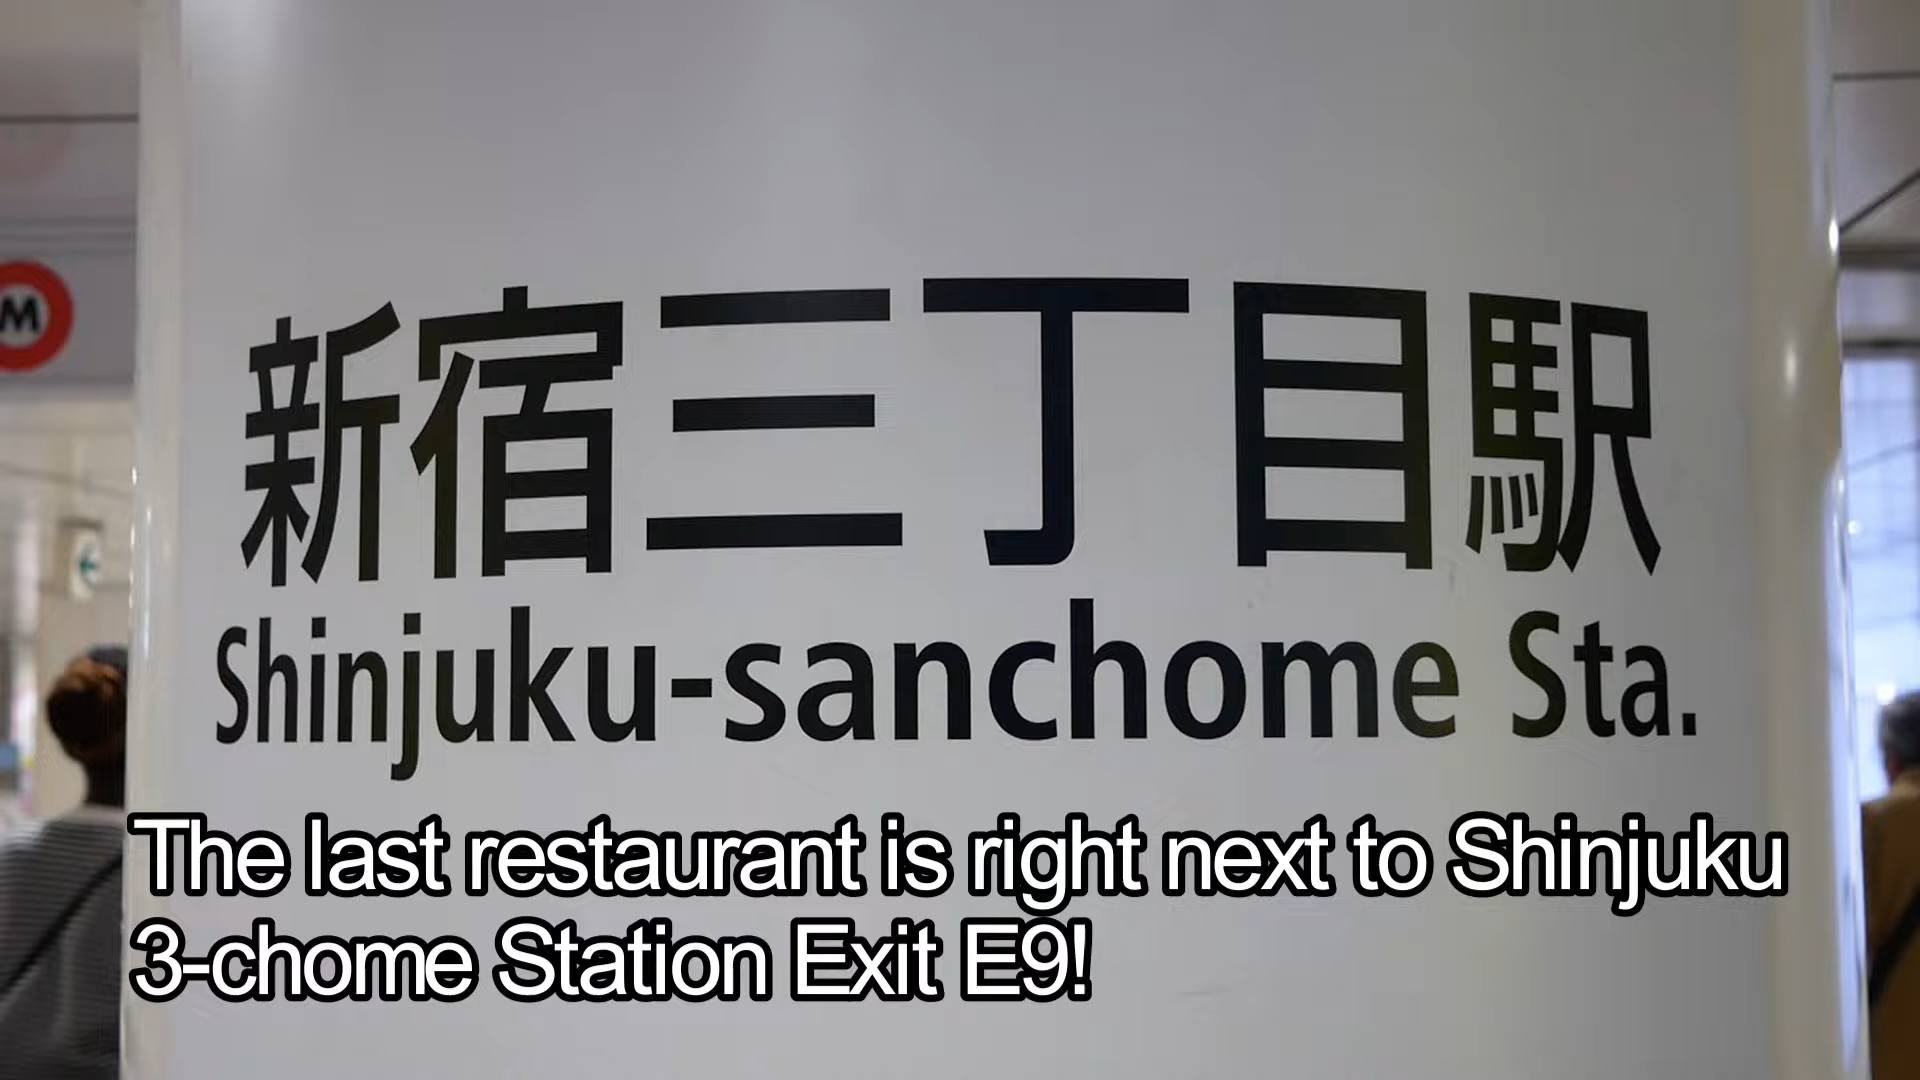 M
新宿三丁目駅
Shinjuku-sanchome Sta.
The last restaurant is right next to Shinjuku
3-chome Station Exit E9!